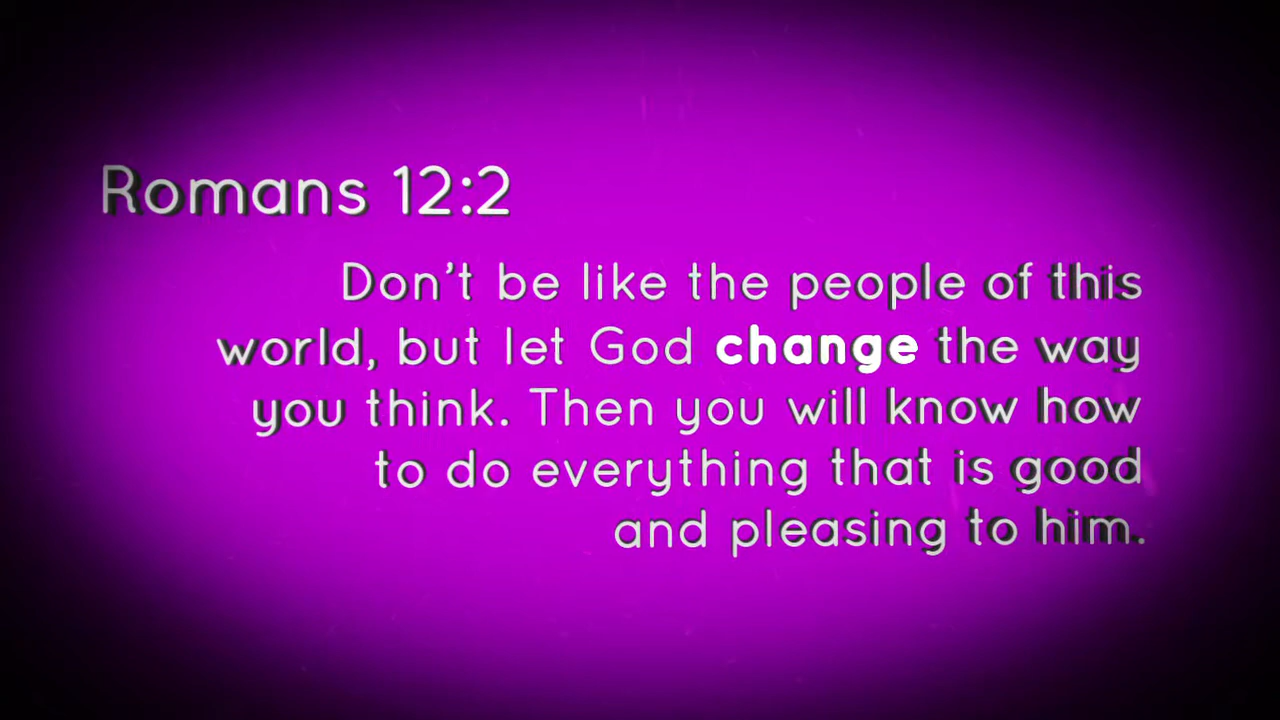 Romans 12:2
Don't be like the people of this
world, but let God change the way
you think. Then you will know how
to do everything that is good
and pleasing to him.